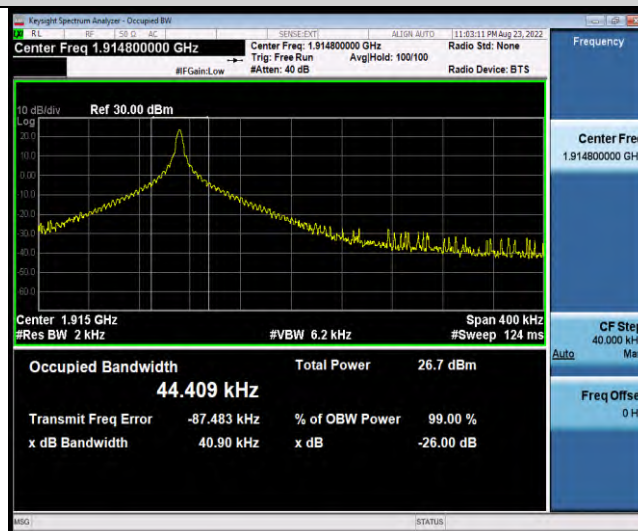 Keysight Spectrum Analyzer - Occupied BW
RL RF 50 Ω AC SENSE:EXT ALIGN AUTO 11:03:11 PM Aug 23, 2022
Center Freq 1.914800000 GHz
Center Freq: 1.914800000 GHz Radio Std: None
Trig: Free Run Avg|Hold: 100/100
#IFGain:Low #Atten: 40 dB Radio Device: BTS
Frequency
10 dB/div Ref 30.00 dBm
Log
20.0
10.0
0.00
-10.0
-20.0
-30.0
-40.0
-50.0
-60.0
Center 1.915 GHz Span 400 kHz
#Res BW 2 kHz #VBW 6.2 kHz #Sweep 124 ms
Occupied Bandwidth Total Power 26.7 dBm
44.409 kHz
Transmit Freq Error -87.483 kHz % of OBW Power 99.00 %
x dB Bandwidth 40.90 kHz x dB -26.00 dB
Center Fre
1.914800000 GH
CF Step
40.000 kH
Auto Ma
Freq Offse
0 H
MSG STATUS